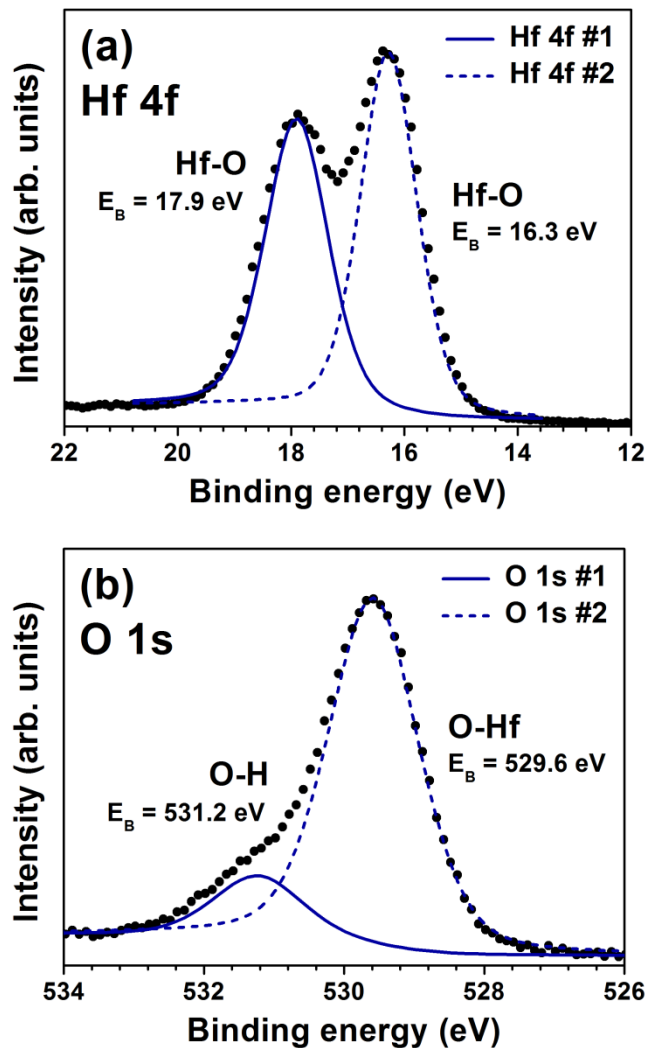 (a)
Hf 4f
Hf 4f #1
Hf 4f #2
Hf-O
E_B = 17.9 eV
Hf-O
E_B = 16.3 eV
Intensity (arb. units)
22 20 18 16 14 12
Binding energy (eV)
(b)
O 1s
O 1s #1
O 1s #2
O-H
E_B = 531.2 eV
O-Hf
E_B = 529.6 eV
Intensity (arb. units)
534 532 530 528 526
Binding energy (eV)